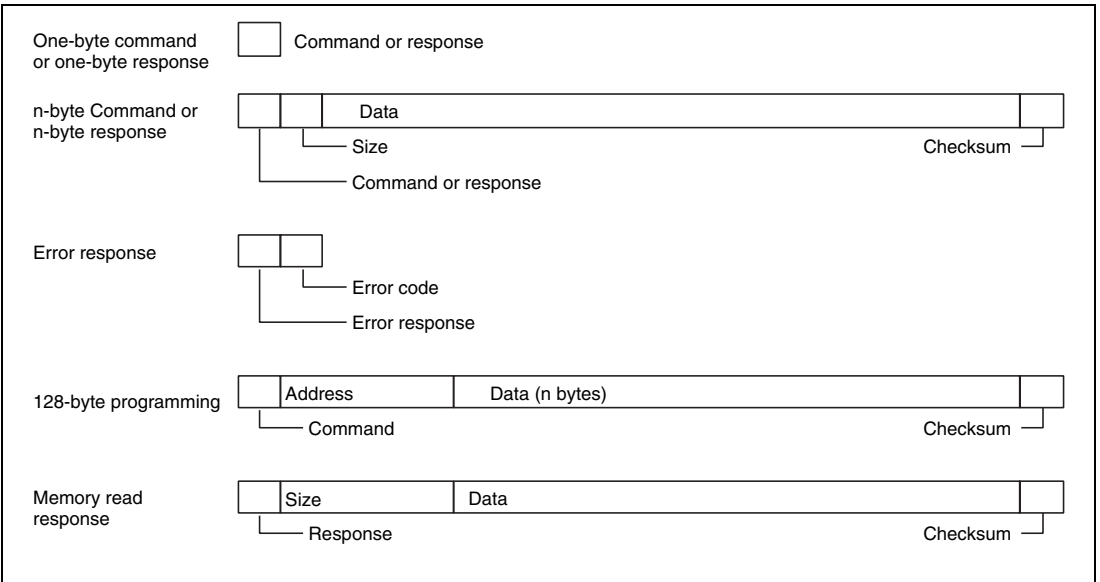 One-byte command
or one-byte response
Command or response
n-byte Command or
n-byte response
Data
Size
Checksum
Command or response
Error response
Error code
Error response
128-byte programming
Address
Data (n bytes)
Command
Checksum
Memory read
response
Size
Data
Response
Checksum